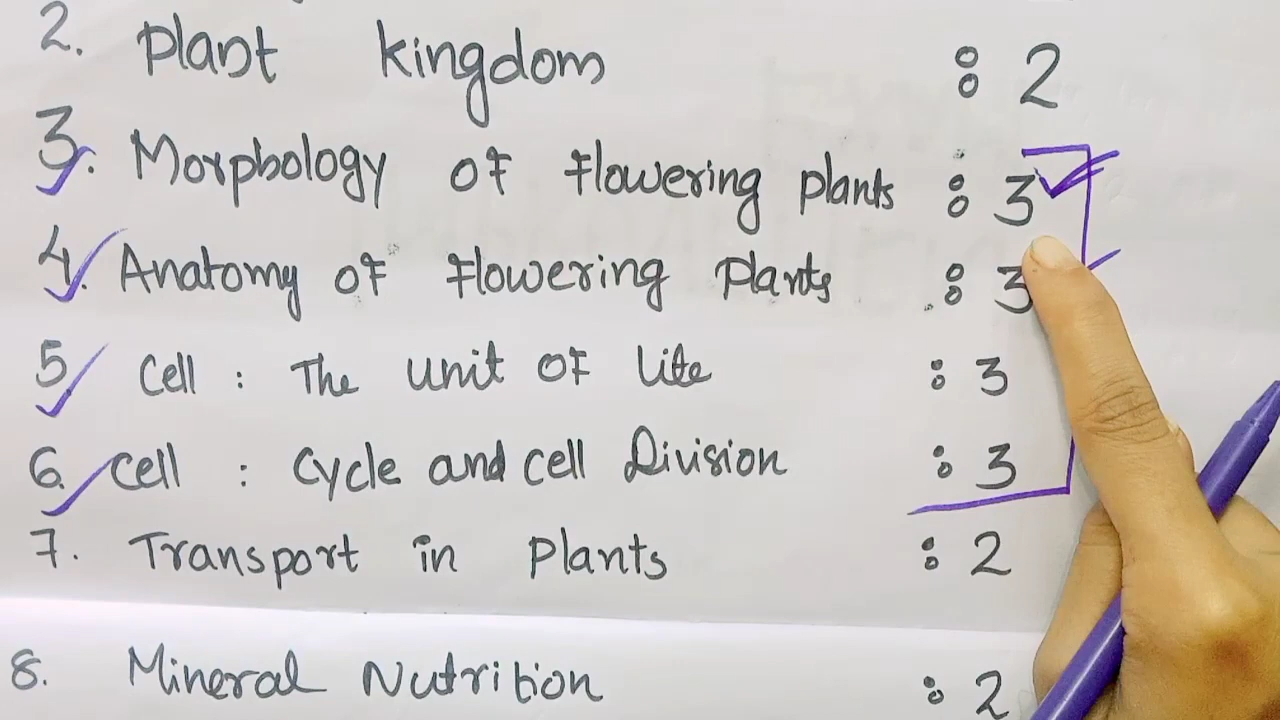 2. Plant kingdom : 2
3. Morphology of Flowering plants : 3
4. Anatomy of Flowering Plants : 3
5 Cell : The unit of life : 3
6. Cell : Cycle and cell Division : 3
7. Transport in Plants : 2
8. Mineral Nutrition : 2